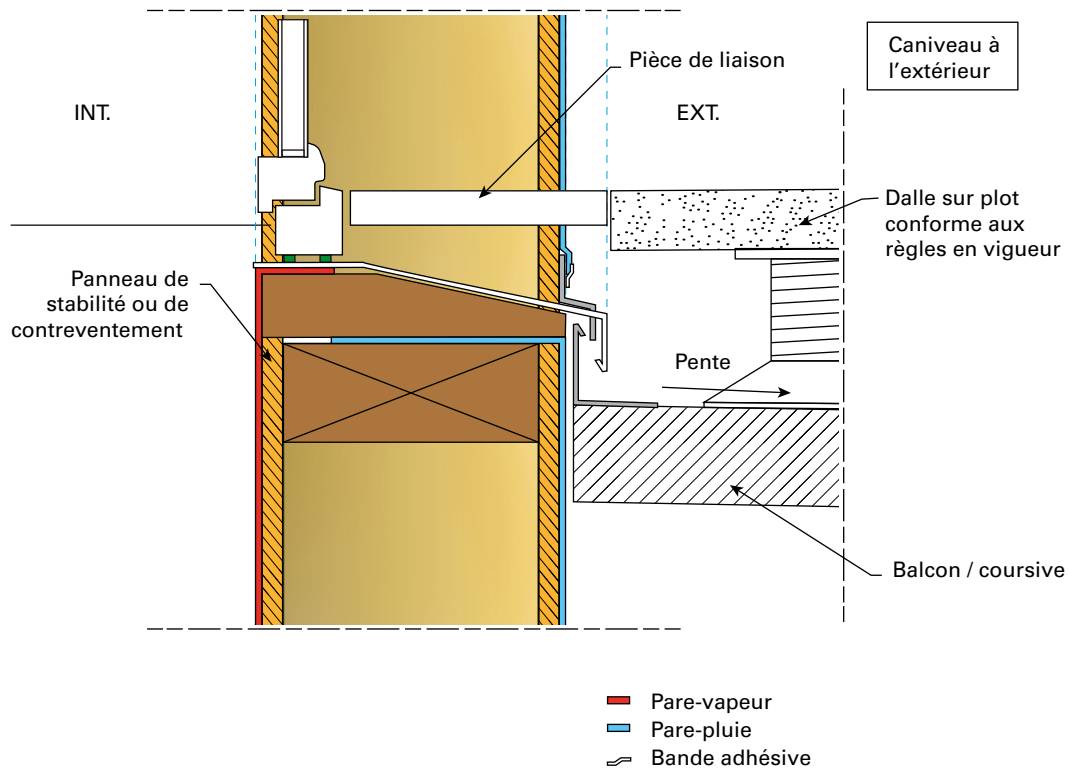 Caniveau à
l'extérieur
Pièce de liaison
INT.
EXT.
Dalle sur plot
conforme aux
règles en vigueur
Panneau de
stabilité ou de
contreventement
Pente
Balcon / coursive
Pare-vapeur
Pare-pluie
Bande adhésive